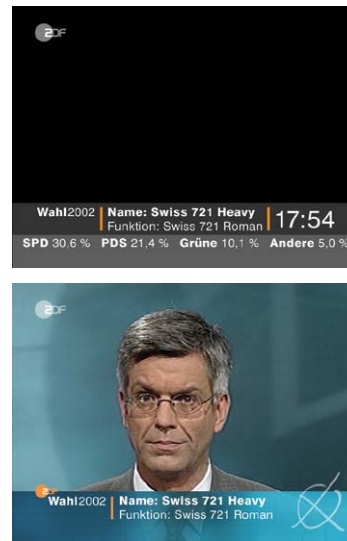 ZDF
Wahl2002 Name: Swiss 721 Heavy
Funktion: Swiss 721 Roman 17:54
SPD 30,6 % PDS 21,4 % Grüne 10,1 % Andere 5,0 %
ZDF
ZDF
Wahl2002 Name: Swiss 721 Heavy
Funktion: Swiss 721 Roman